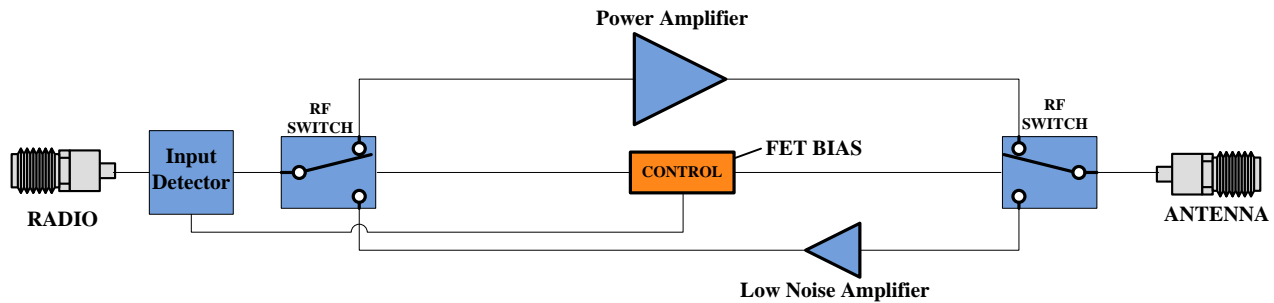 Power Amplifier
RF
SWITCH
RF
SWITCH
Input
Detector
FET BIAS
CONTROL
RADIO
ANTENNA
Low Noise Amplifier